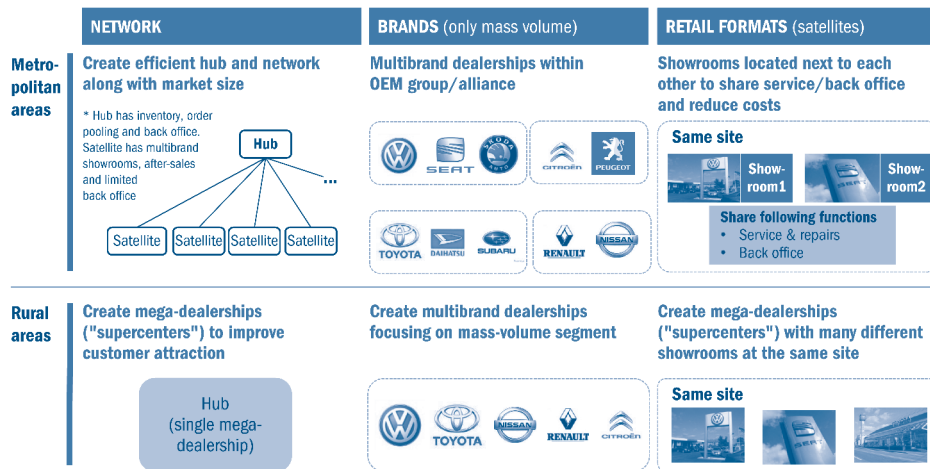 NETWORK
BRANDS (only mass volume)
RETAIL FORMATS (satellites)
Metro-
politan
areas
Create efficient hub and network
along with market size
* Hub has inventory, order
pooling and back office.
Satellite has multibrand
showrooms, after-sales
and limited
back office
Hub
...
Satellite
Satellite
Satellite
Satellite
Multibrand dealerships within
OEM group/alliance
SEAT
SKODA
AUTO
CITROËN
PEUGEOT
TOYOTA
DAIHATSU
SUBARU
RENAULT
NISSAN
Showrooms located next to each
other to share service/back office
and reduce costs
Same site
Show-
room1
SEAT
Show-
room2
Share following functions
• Service & repairs
• Back office
Rural
areas
Create mega-dealerships
("supercenters") to improve
customer attraction
Hub
(single mega-
dealership)
Create multibrand dealerships
focusing on mass-volume segment
TOYOTA
NISSAN
RENAULT
CITROËN
Create mega-dealerships
("supercenters") with many different
showrooms at the same site
Same site
SEAT